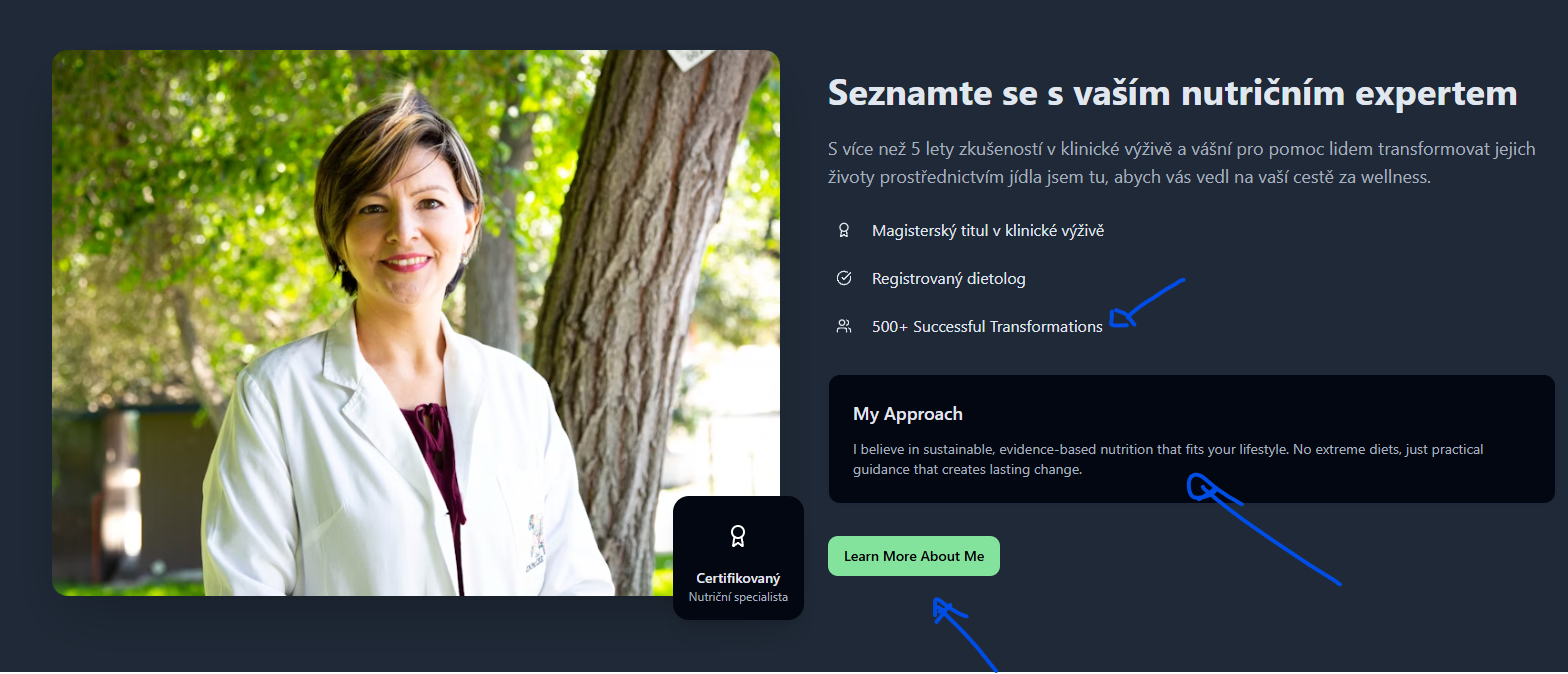 Seznamte se s vaším nutričním expertem
S více než 5 lety zkušeností v klinické výživě a vášní pro pomoc lidem transformovat jejich
životy prostřednictvím jídla jsem tu, abych vás vedl na vaší cestě za wellness.
Magisterský titul v klinické výživě
Registrovaný dietolog
500+ Successful Transformations
My Approach
I believe in sustainable, evidence-based nutrition that fits your lifestyle. No extreme diets, just practical
guidance that creates lasting change.
Learn More About Me
Certifikovaný
Nutriční specialista